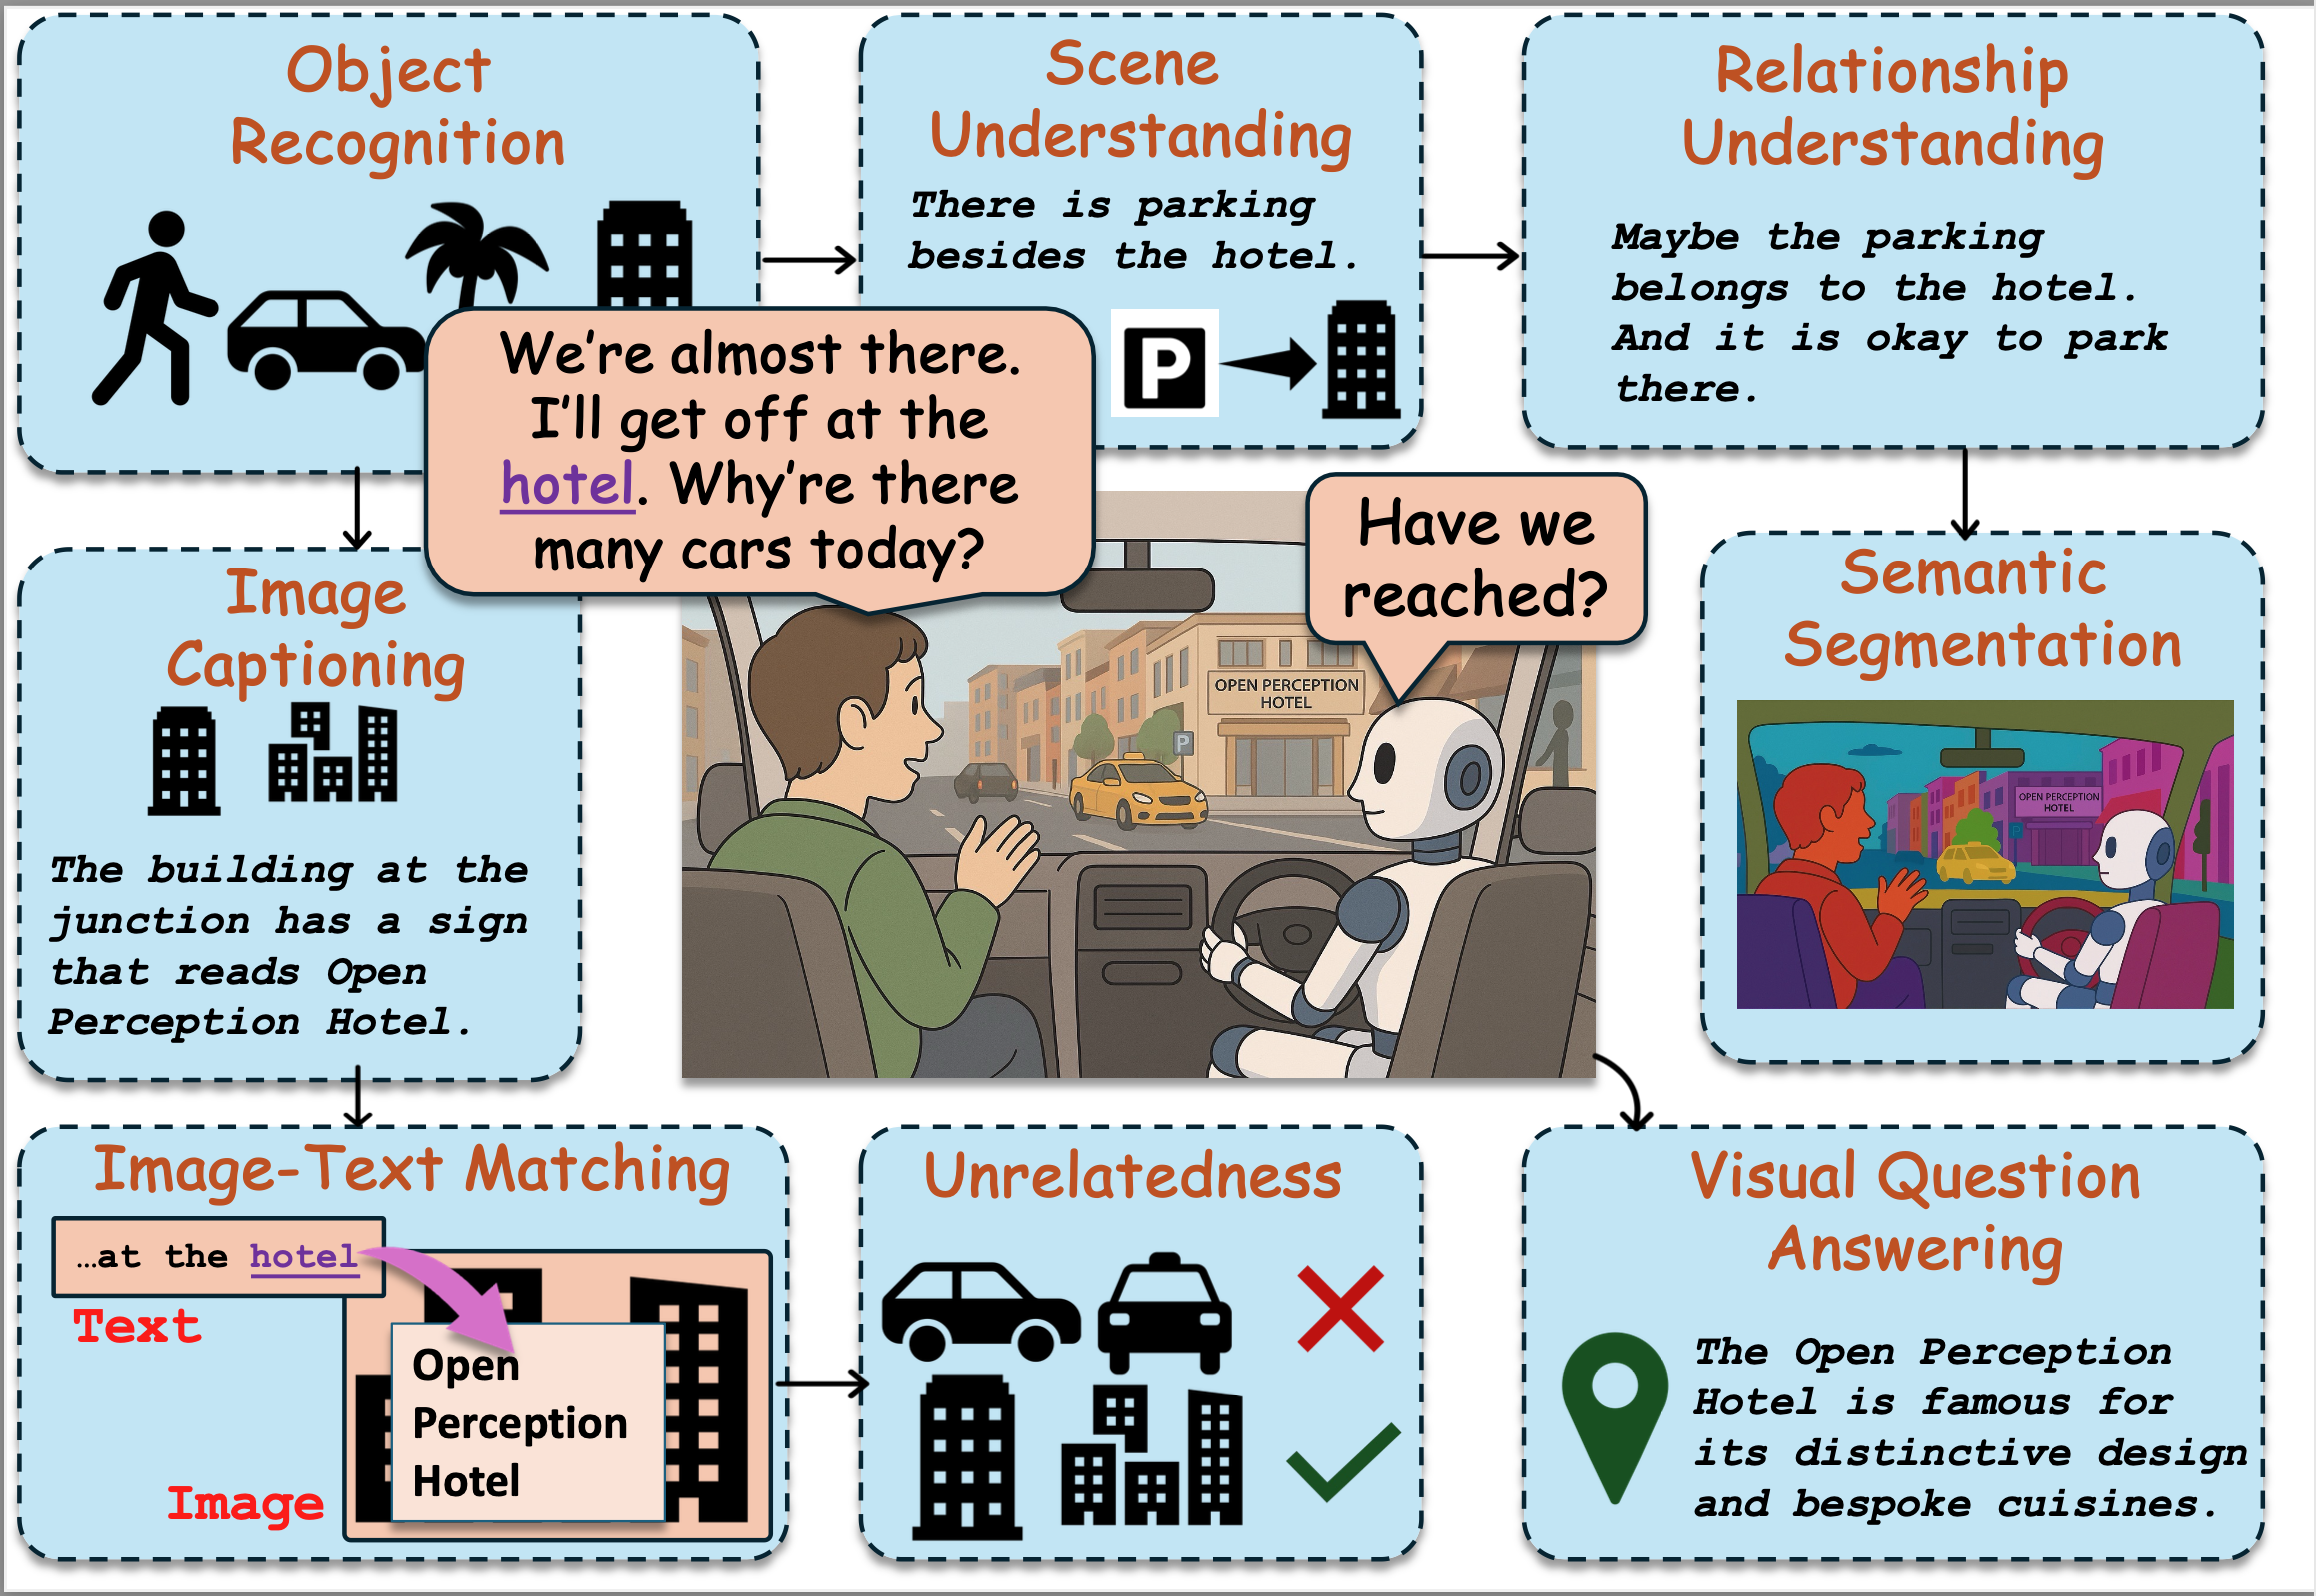 Object
Recognition
Scene
Understanding
There is parking
besides the hotel.
P
Relationship
Understanding
Maybe the parking
belongs to the hotel.
And it is okay to park
there.
We're almost there.
I'll get off at the
hotel. Why're there
many cars today?
Have we
reached?
OPEN PERCEPTION
HOTEL
P
Image
Captioning
The building at the
junction has a sign
that reads Open
Perception Hotel.
Semantic
Segmentation
OPEN PERCEPTION
HOTEL
P
Image-Text Matching
…at the hotel
Text
Open
Perception
Hotel
Image
Unrelatedness
Visual Question
Answering
The Open Perception
Hotel is famous for
its distinctive design
and bespoke cuisines.